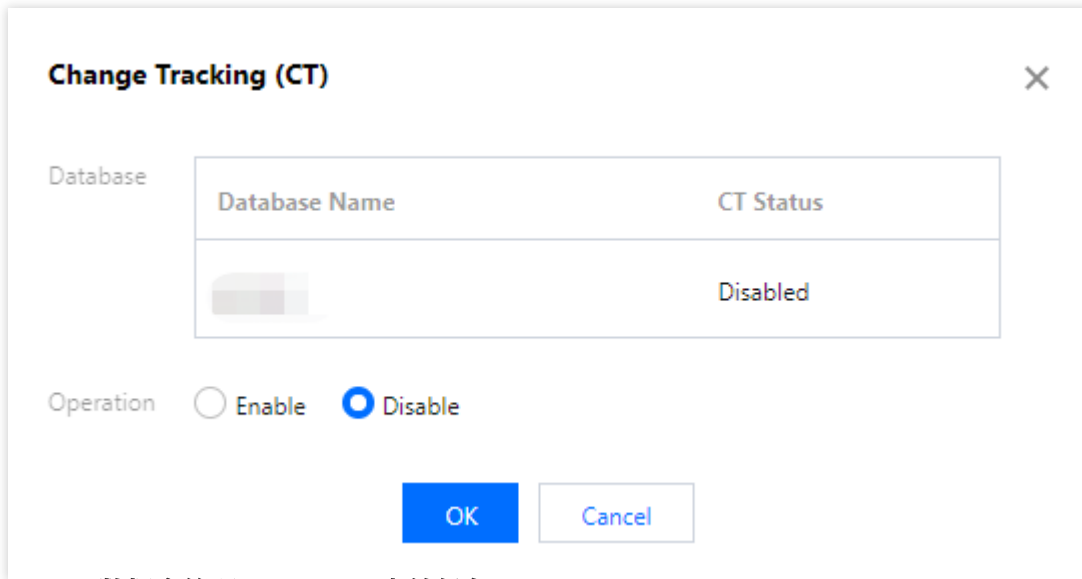 Change Tracking (CT)
Database
Database Name CT Status
Disabled
Operation Enable Disable
OK Cancel